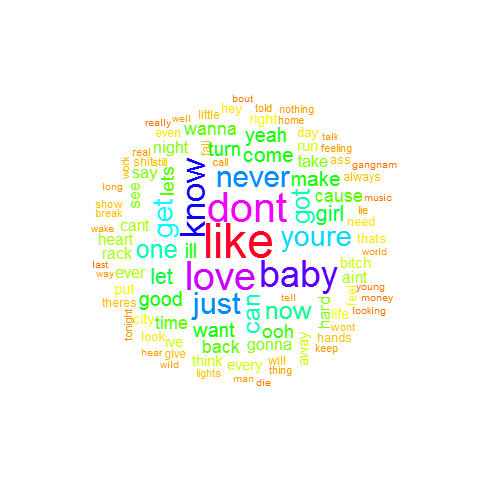 bout
really well little hey told nothing
even wanna right home
night fall turn yeah day talk
real shit still call come run feeling
work say lets take ass gangnam
long see know never make always
show get dont got cause music
break cant girl lie need
wake heart one ill like youre thats
last rack world
way ever let love baby aint bitch
put good just can now tell hard feel young
theres life money
tonight city time want ooh wont looking
look ive back gonna away hands
hear give think every will keep
wild lights thing
man die